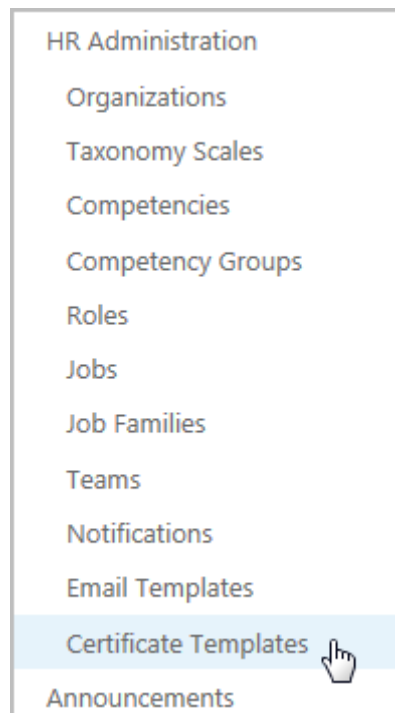 HR Administration
Organizations
Taxonomy Scales
Competencies
Competency Groups
Roles
Jobs
Job Families
Teams
Notifications
Email Templates
Certificate Templates
Announcements